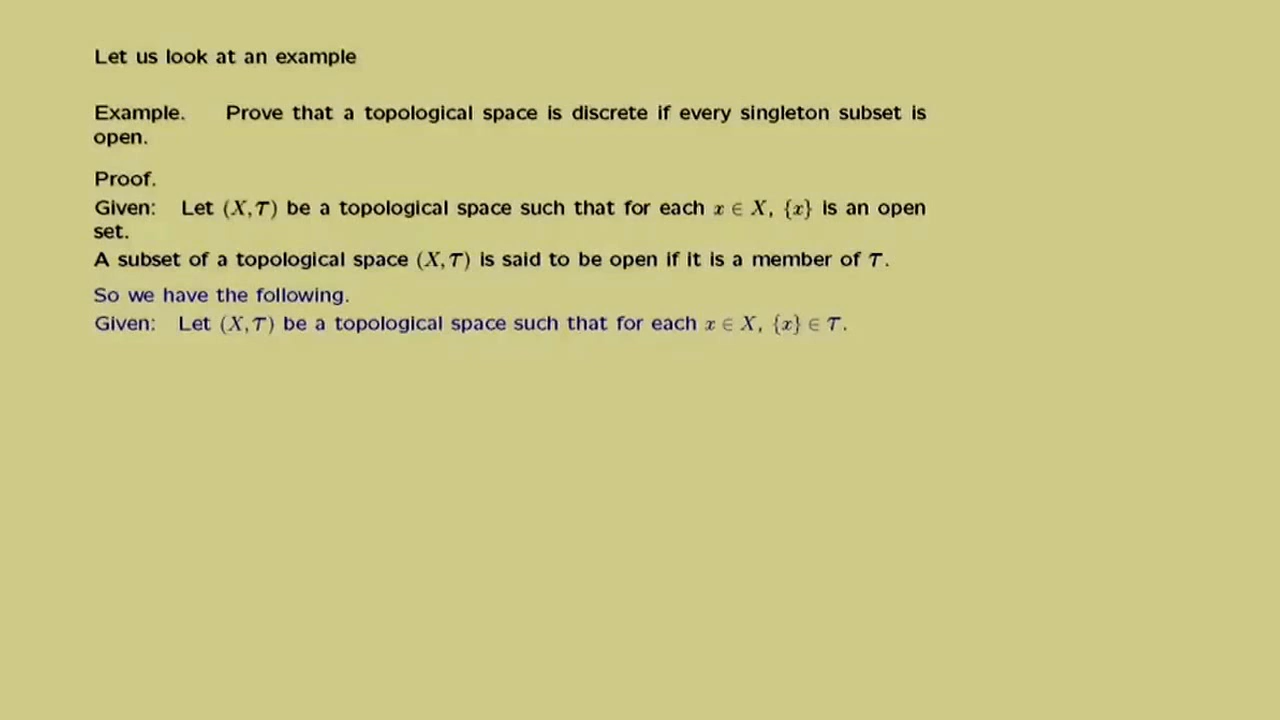 Let us look at an example
Example. Prove that a topological space is discrete if every singleton subset is
open.
Proof.
Given: Let (X, 𝒯) be a topological space such that for each x ∈ X, {x} is an open
set.
A subset of a topological space (X, 𝒯) is said to be open if it is a member of 𝒯.
So we have the following.
Given: Let (X, 𝒯) be a topological space such that for each x ∈ X, {x} ∈ 𝒯.